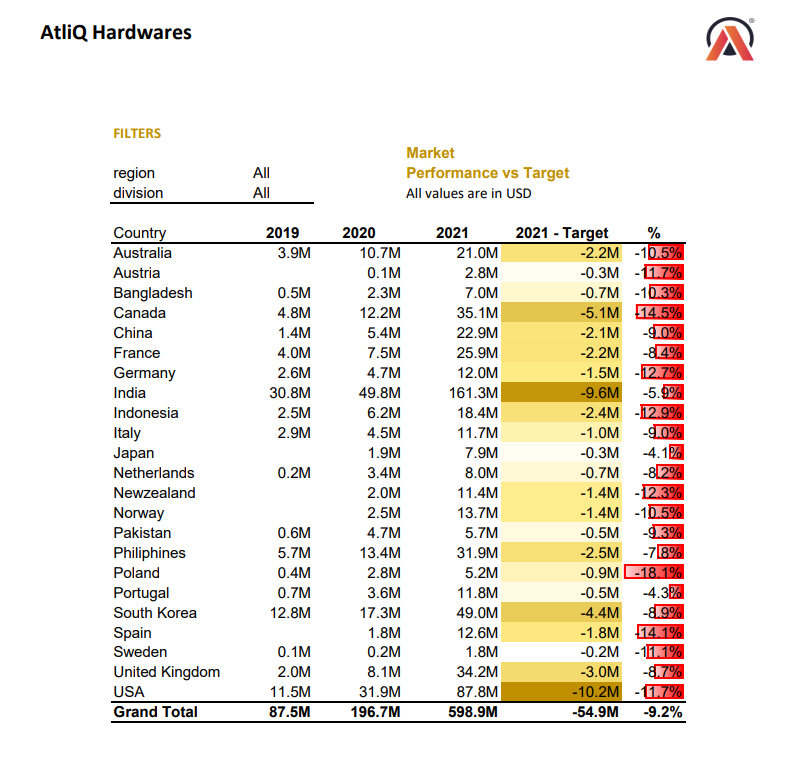 AtliQ Hardwares
®
FILTERS
Market
region All Performance vs Target
division All All values are in USD
Country 2019 2020 2021 2021 - Target %
Australia 3.9M 10.7M 21.0M -2.2M -10.5%
Austria 0.1M 2.8M -0.3M -11.7%
Bangladesh 0.5M 2.3M 7.0M -0.7M -10.3%
Canada 4.8M 12.2M 35.1M -5.1M -14.5%
China 1.4M 5.4M 22.9M -2.1M -9.0%
France 4.0M 7.5M 25.9M -2.2M -8.4%
Germany 2.6M 4.7M 12.0M -1.5M -12.7%
India 30.8M 49.8M 161.3M -9.6M -5.9%
Indonesia 2.5M 6.2M 18.4M -2.4M -12.9%
Italy 2.9M 4.5M 11.7M -1.0M -9.0%
Japan 1.9M 7.9M -0.3M -4.1%
Netherlands 0.2M 3.4M 8.0M -0.7M -8.2%
Newzealand 2.0M 11.4M -1.4M -12.3%
Norway 2.5M 13.7M -1.4M -10.5%
Pakistan 0.6M 4.7M 5.7M -0.5M -9.3%
Philiphines 5.7M 13.4M 31.9M -2.5M -7.8%
Poland 0.4M 2.8M 5.2M -0.9M -18.1%
Portugal 0.7M 3.6M 11.8M -0.5M -4.3%
South Korea 12.8M 17.3M 49.0M -4.4M -8.9%
Spain 1.8M 12.6M -1.8M -14.1%
Sweden 0.1M 0.2M 1.8M -0.2M -11.1%
United Kingdom 2.0M 8.1M 34.2M -3.0M -8.7%
USA 11.5M 31.9M 87.8M -10.2M -11.7%
Grand Total 87.5M 196.7M 598.9M -54.9M -9.2%